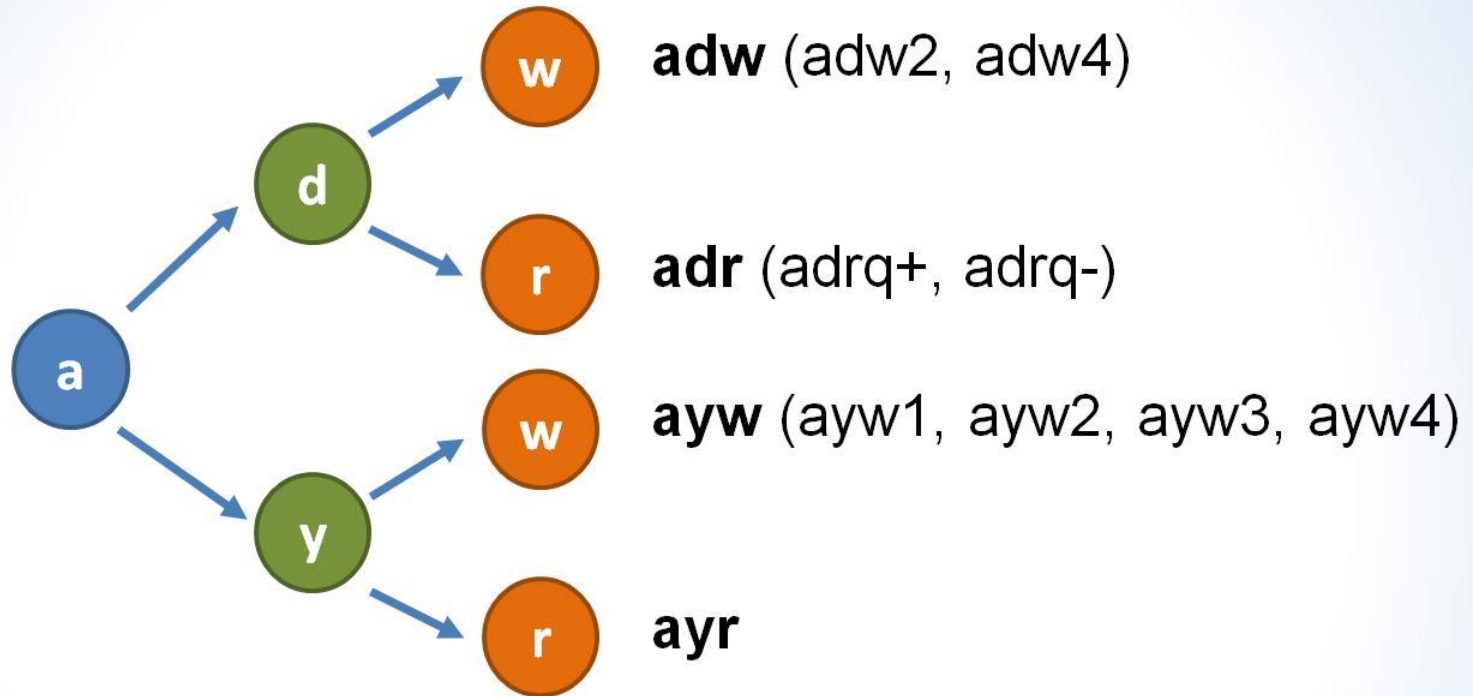 w
adw (adw2, adw4)
d
r
adr (adrq+, adrq-)
a
w
ayw (ayw1, ayw2, ayw3, ayw4)
y
r
ayr